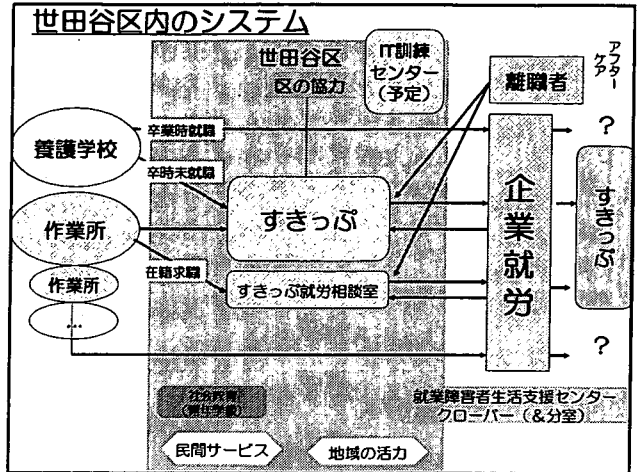 世田谷区内のシステム
世田谷区
区の協力
IT訓練
センター
(予定)
離職者
アフター
ケア
養護学校
卒業時就職
卒時未就職
?
すきっぷ
企業就労
すきっぷ
作業所
在籍求職
作業所
すきっぷ就労相談室
…
?
(青年学級)
就業障害者生活支援センター
クローバー(&分室)
民間サービス
地域の活力